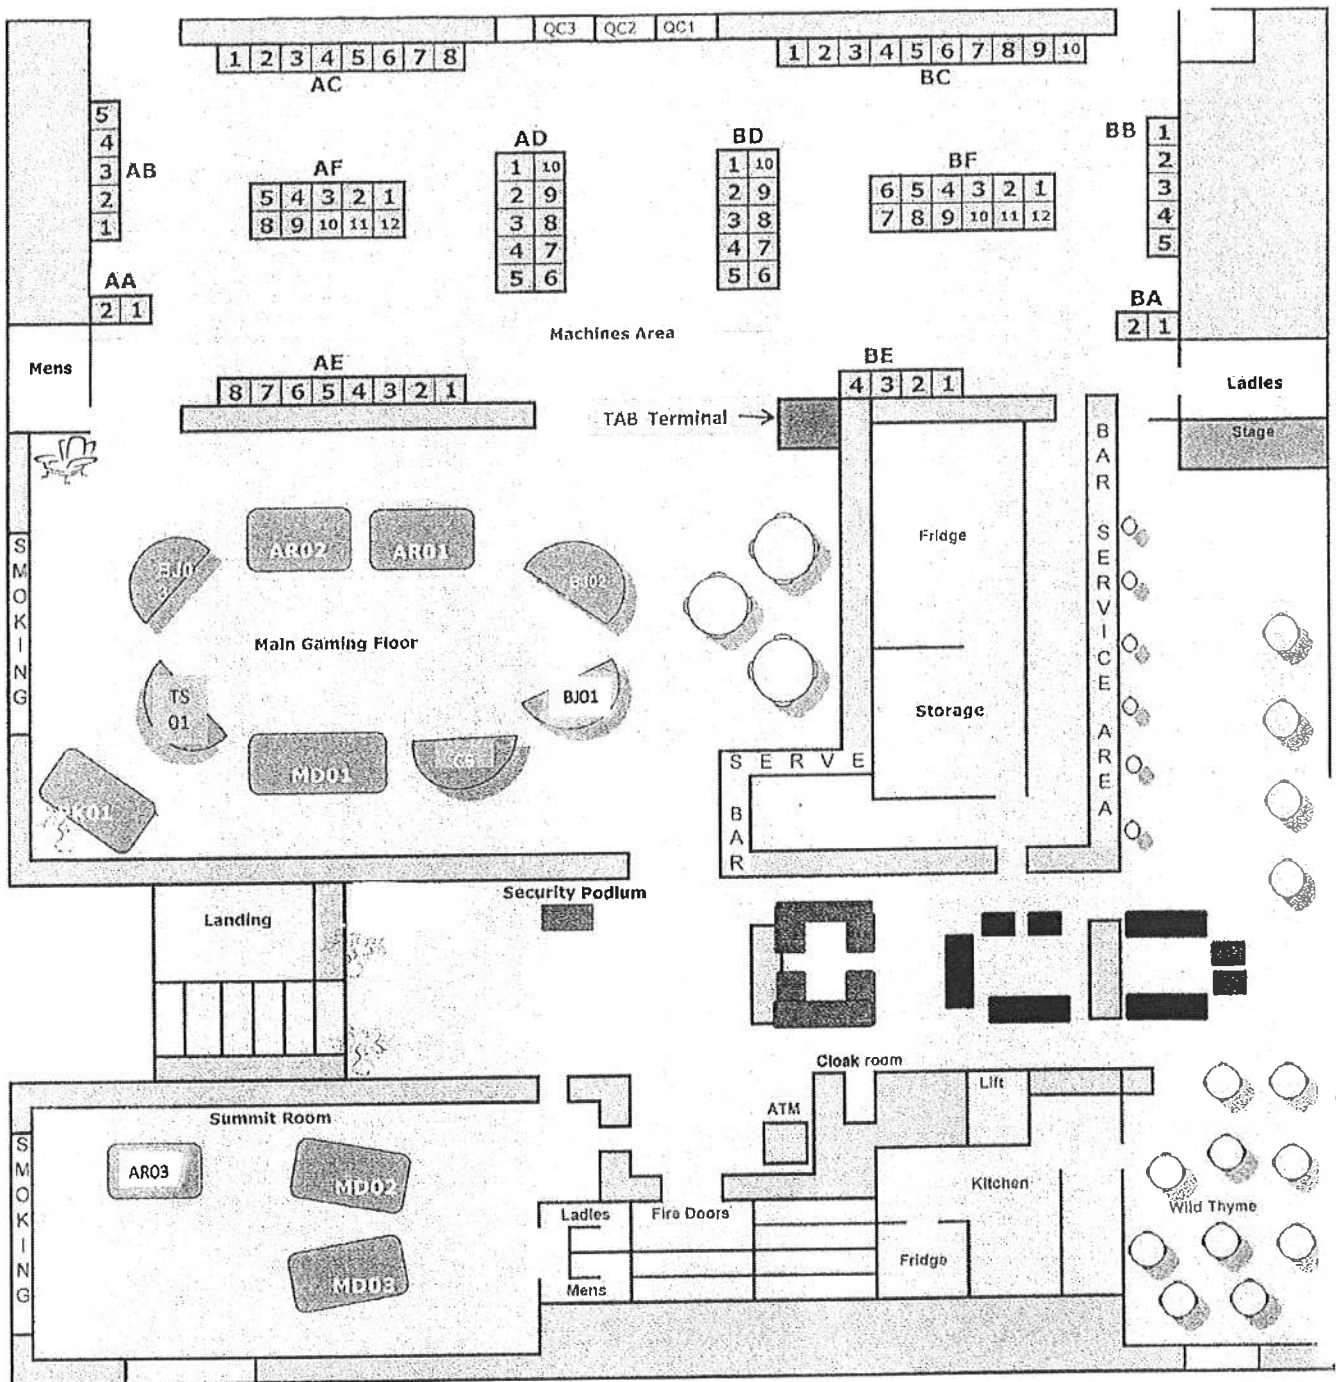 QC3 QC2 QC1
1 2 3 4 5 6 7 8
AC
1 2 3 4 5 6 7 8 9 10
BC
5
4
3
2
1
AB
AF
5 4 3 2 1
8 9 10 11 12
AD
1 10
2 9
3 8
4 7
5 6
BD
1 10
2 9
3 8
4 7
5 6
BF
6 5 4 3 2 1
7 8 9 10 11 12
BB
1
2
3
4
5
AA
2 1
BA
2 1
Machines Area
Mens
AE
8 7 6 5 4 3 2 1
BE
4 3 2 1
TAB Terminal
Ladies
Stage
SMOKING
AR02
AR01
BJ0
BJ02
Main Gaming Floor
TS
01
BJ01
MD01
CG
K01
Fridge
Storage
BAR SERVICE AREA
SERVE
BAR
Security Podium
Landing
Cloak room
Lift
ATM
Summit Room
SMOKING
AR03
MD02
MD03
Ladies
Fire Doors
Mens
Kitchen
Fridge
Wild Thyme